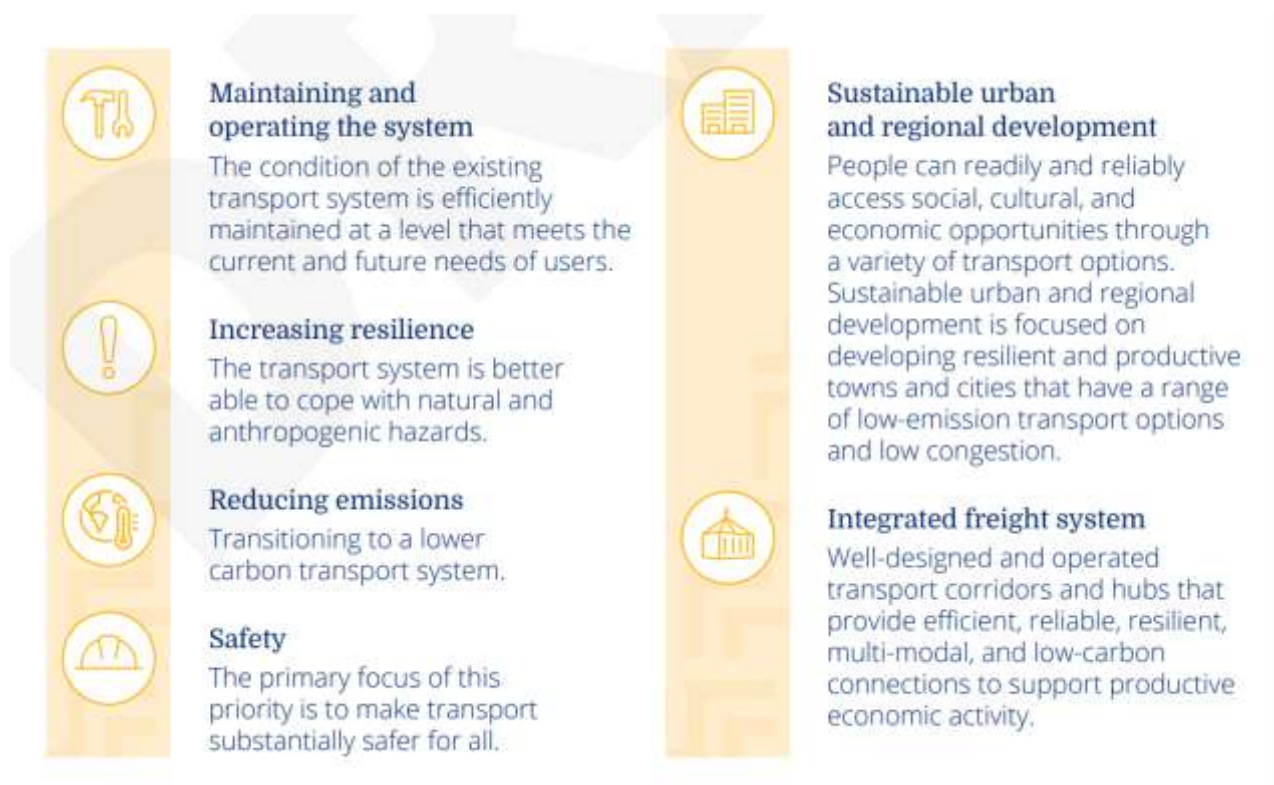 Maintaining and
operating the system
The condition of the existing
transport system is efficiently
maintained at a level that meets the
current and future needs of users.
Increasing resilience
The transport system is better
able to cope with natural and
anthropogenic hazards.
Reducing emissions
Transitioning to a lower
carbon transport system.
Safety
The primary focus of this
priority is to make transport
substantially safer for all.
Sustainable urban
and regional development
People can readily and reliably
access social, cultural, and
economic opportunities through
a variety of transport options.
Sustainable urban and regional
development is focused on
developing resilient and productive
towns and cities that have a range
of low-emission transport options
and low congestion.
Integrated freight system
Well-designed and operated
transport corridors and hubs that
provide efficient, reliable, resilient,
multi-modal, and low-carbon
connections to support productive
economic activity.